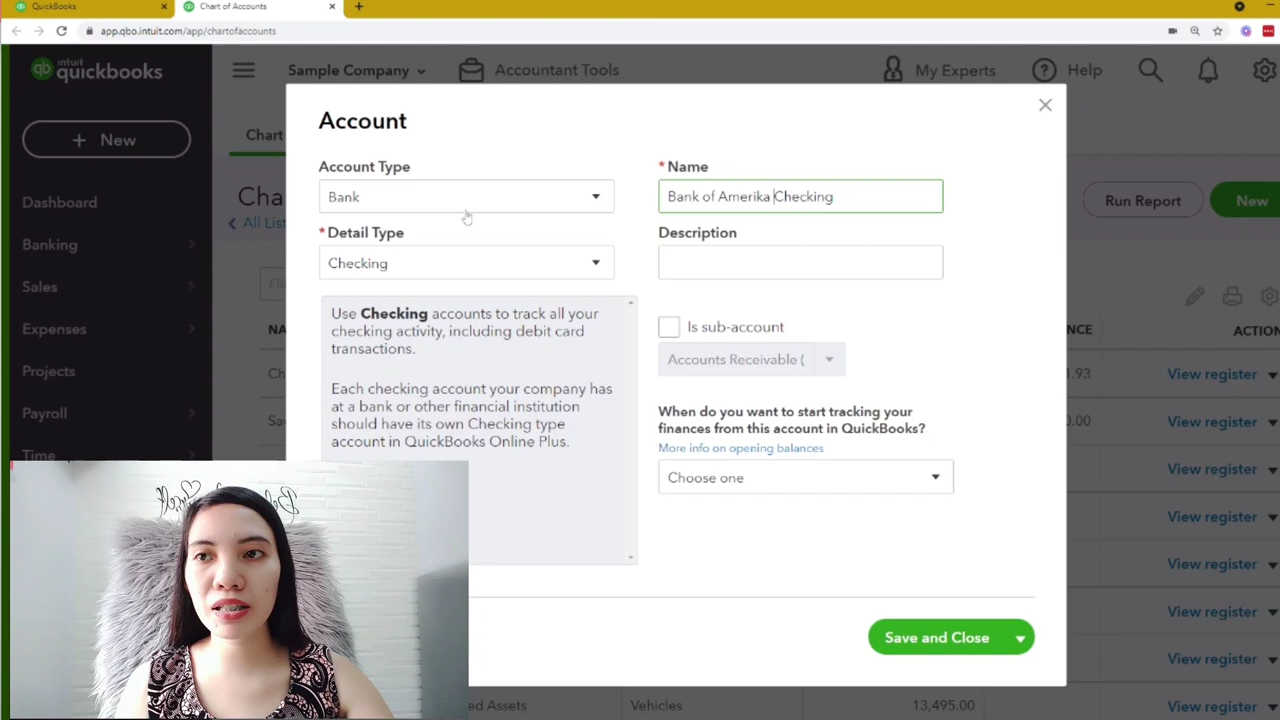 QuickBooks
Chart of Accounts
app.qbo.intuit.com/app/chartofaccounts
intuit
quickbooks
Sample Company
Accountant Tools
My Experts
Help
+ New
Account
Account Type
* Name
Bank
Bank of Amerika Checking
* Detail Type
Description
Checking
Use Checking accounts to track all your
checking activity, including debit card
transactions.
Each checking account your company has
at a bank or other financial institution
should have its own Checking type
account in QuickBooks Online Plus.
Is sub-account
Accounts Receivable (
When do you want to start tracking your
finances from this account in QuickBooks?
More info on opening balances
Choose one
Save and Close
Chart
Cha
< All List
Run Report
New
Dashboard
Banking
Sales
Expenses
Projects
Payroll
Time
NA
NCE
ACTION
Ch
1.93
View register
Sav
0.00
View register
View register
View register
View register
View register
View register
ed Assets
Vehicles
13,495.00
View register